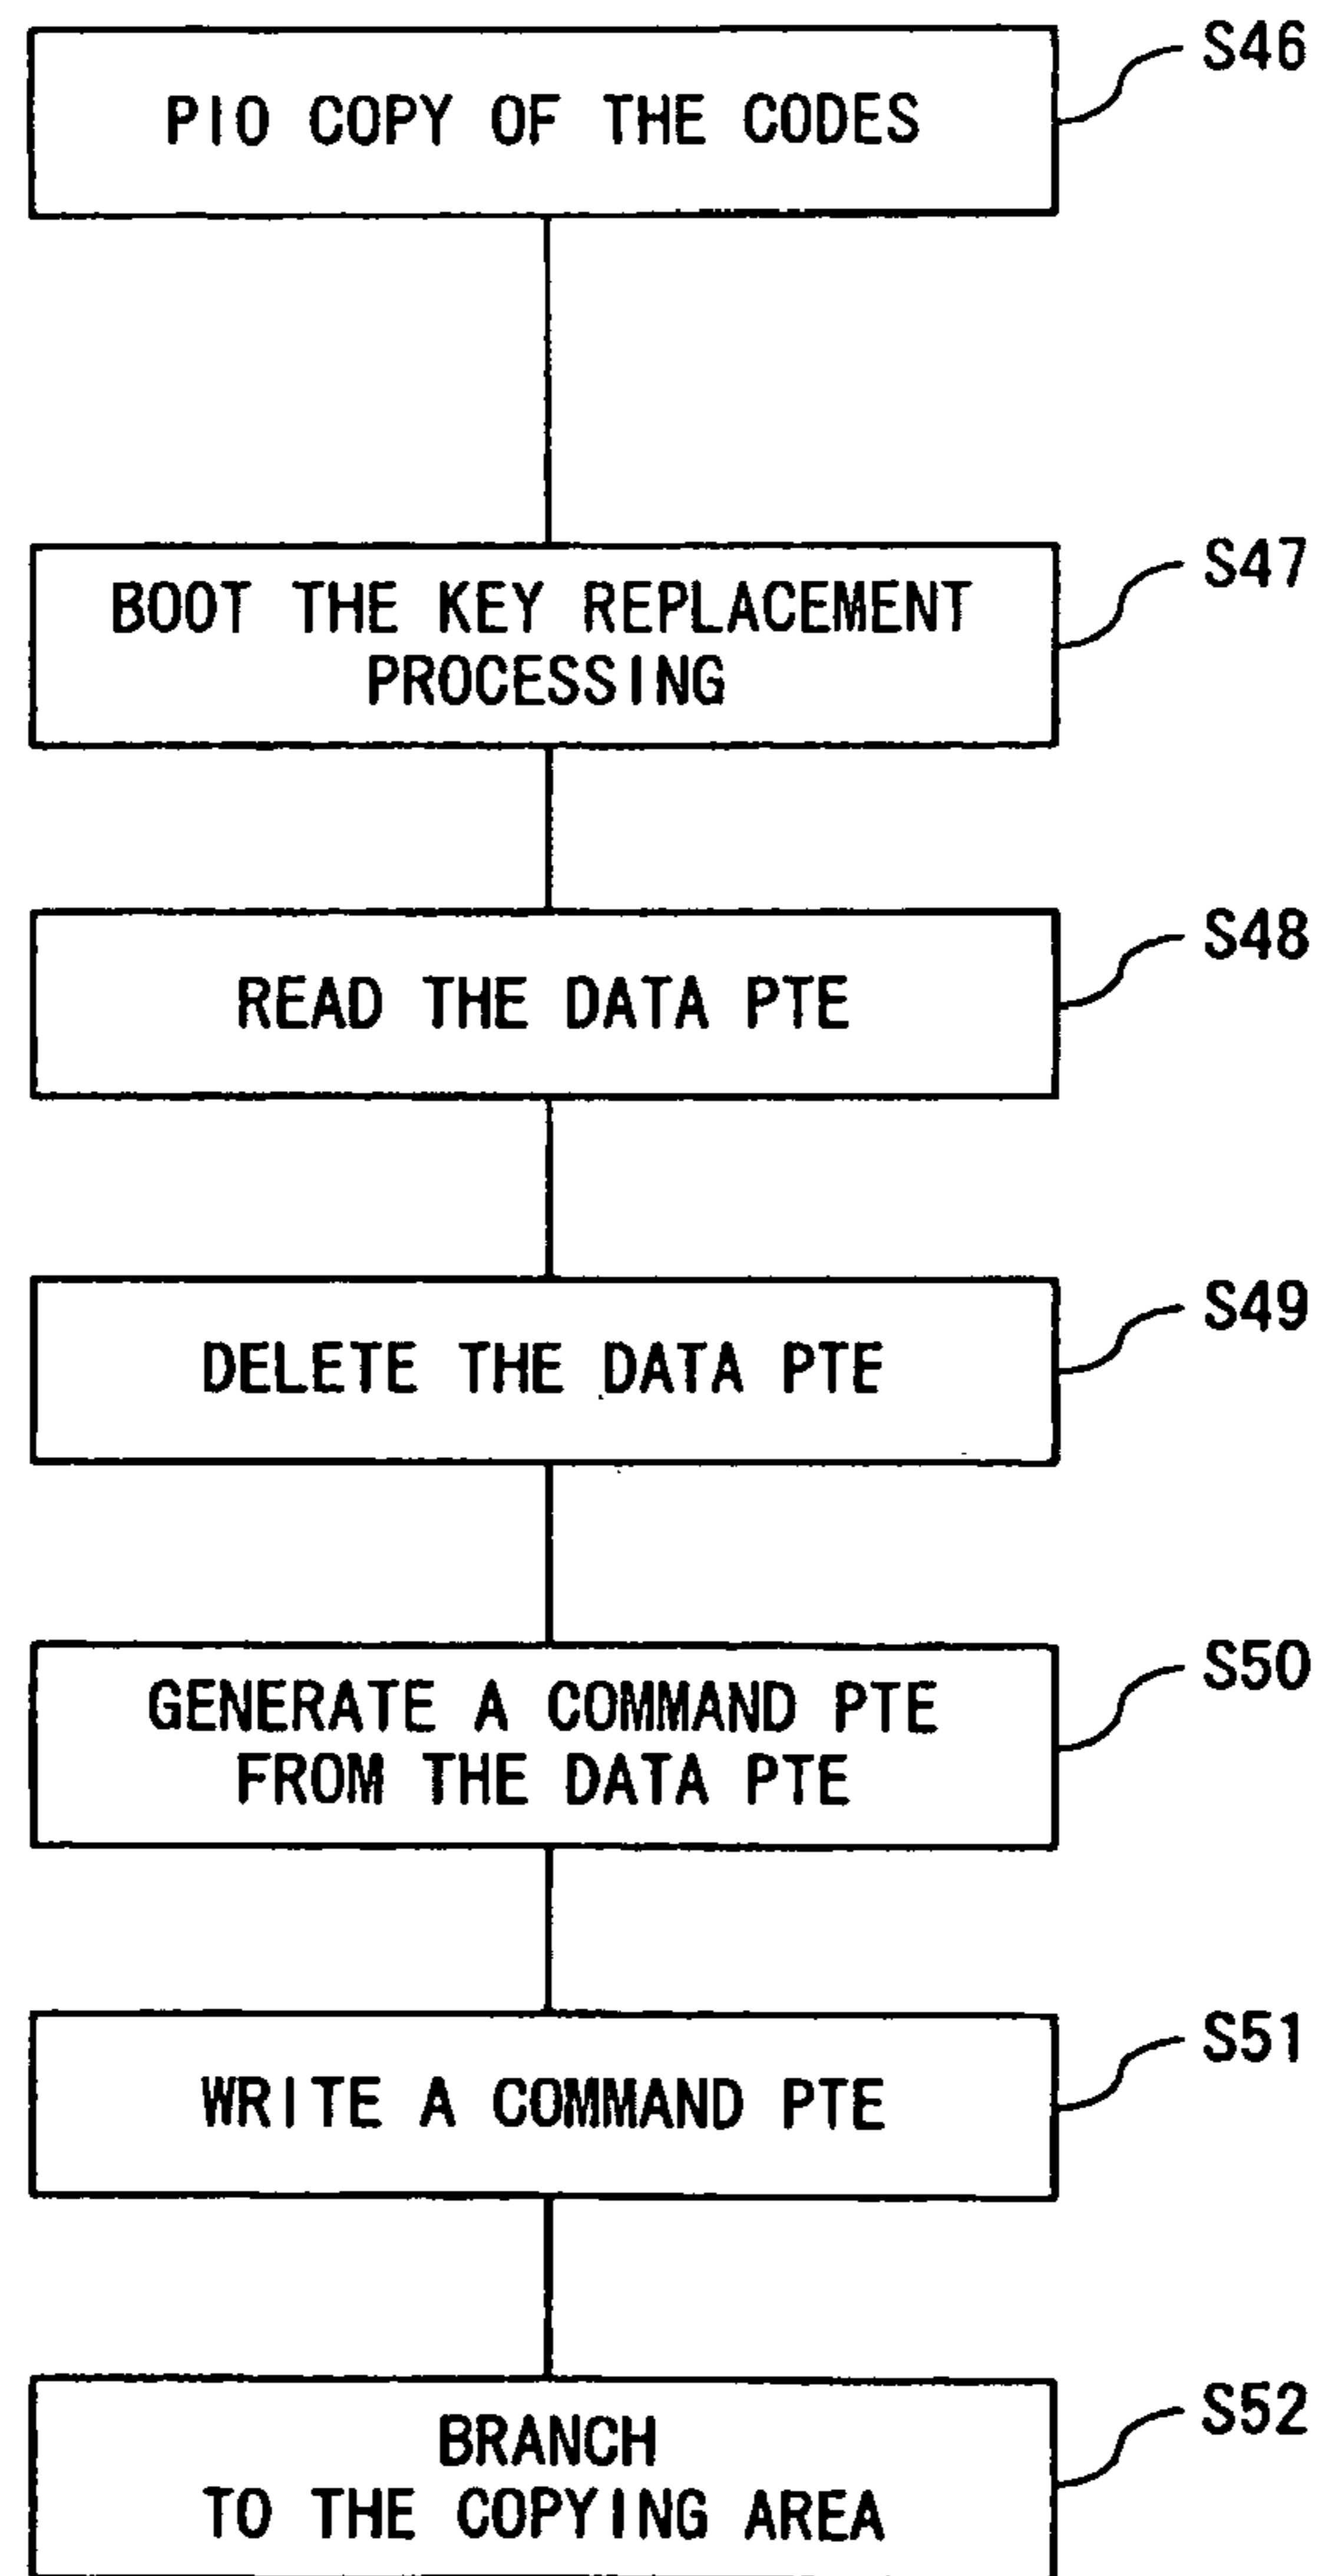 S46
PIO COPY OF THE CODES
S47
BOOT THE KEY REPLACEMENT
PROCESSING
S48
READ THE DATA PTE
S49
DELETE THE DATA PTE
S50
GENERATE A COMMAND PTE
FROM THE DATA PTE
S51
WRITE A COMMAND PTE
S52
BRANCH
TO THE COPYING AREA